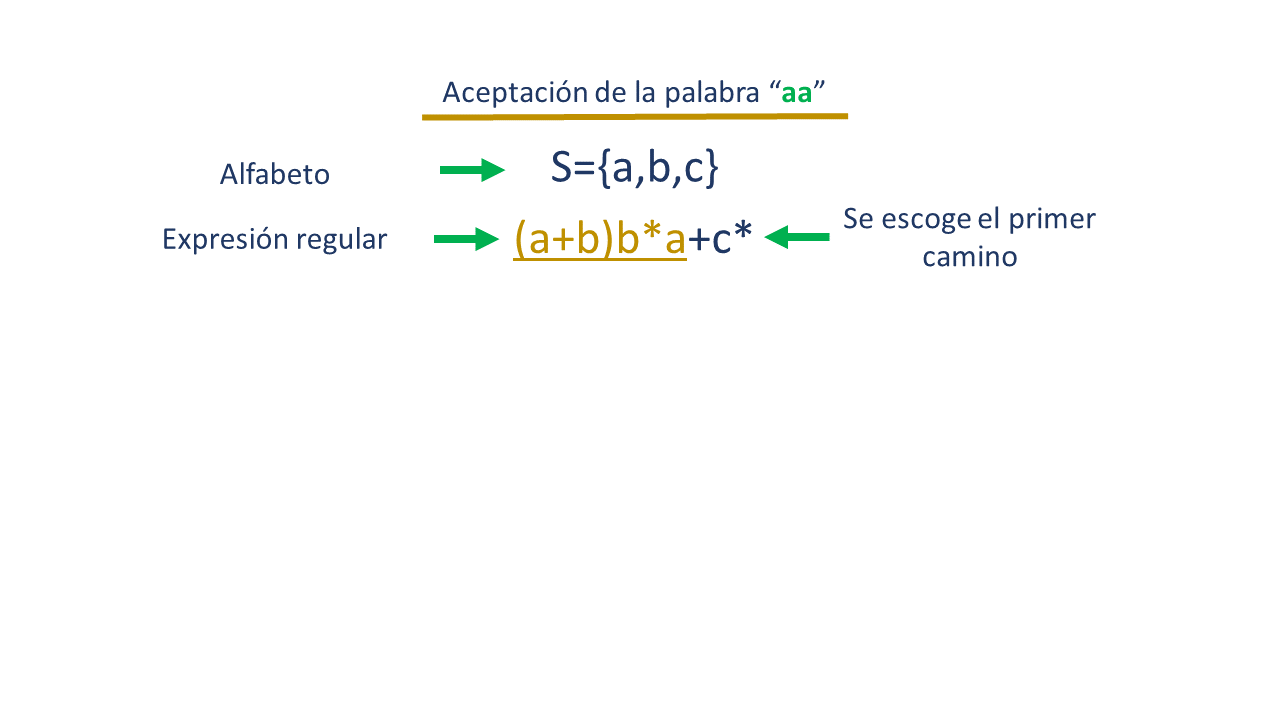 Aceptación de la palabra “aa”
Alfabeto
S={a,b,c}
Expresión regular
(a+b)b*a+c*
Se escoge el primer
camino